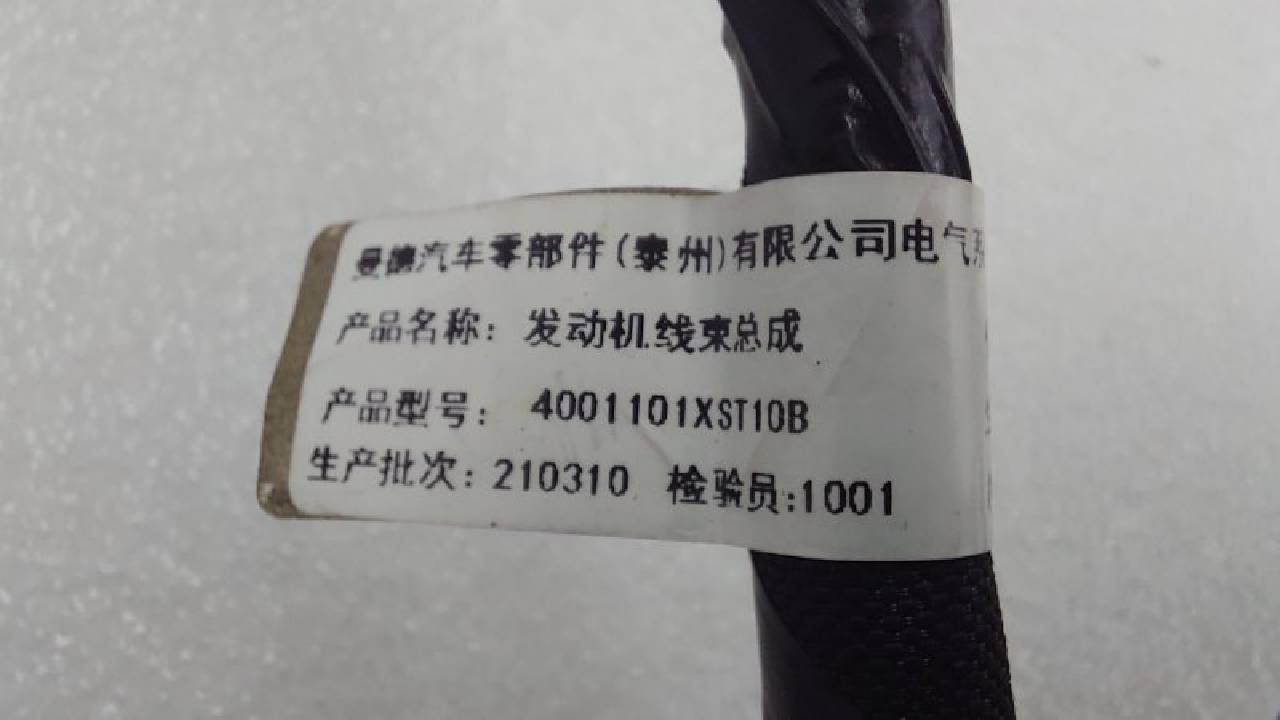 曼德汽车零部件(泰州)有限公司电气系
产品名称：发动机线束总成
产品型号：4001101XST10B
生产批次：210310 检验员:1001